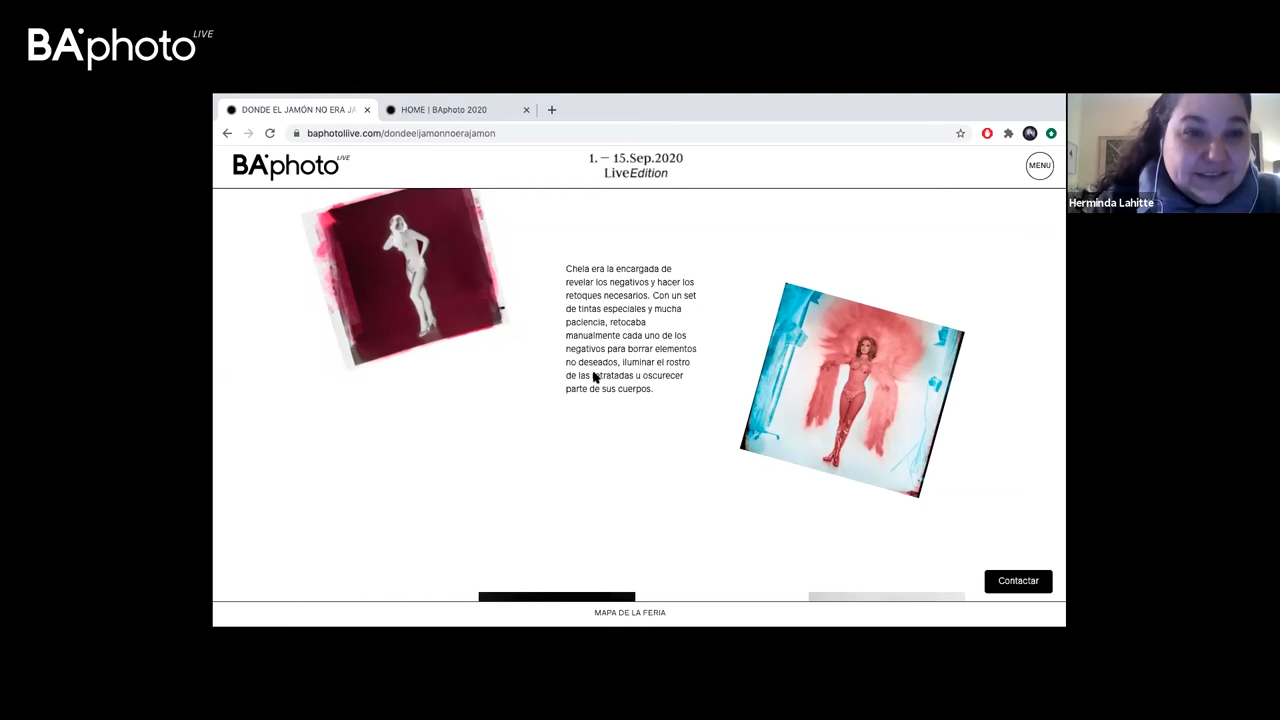 BAphoto LIVE
DONDE EL JAMÓN NO ERA JA
HOME | BAphoto 2020
baphotoliive.com/dondeeljamonnoerajamon
BAphoto LIVE
1. – 15.Sep.2020
LiveEdition
MENU
Herminda Lahitte
Chela era la encargada de
revelar los negativos y hacer los
retoques necesarios. Con un set
de tintas especiales y mucha
paciencia, retocaba
manualmente cada uno de los
negativos para borrar elementos
no deseados, iluminar el rostro
de las tratadas u oscurecer
parte de sus cuerpos.
Contactar
MAPA DE LA FERIA